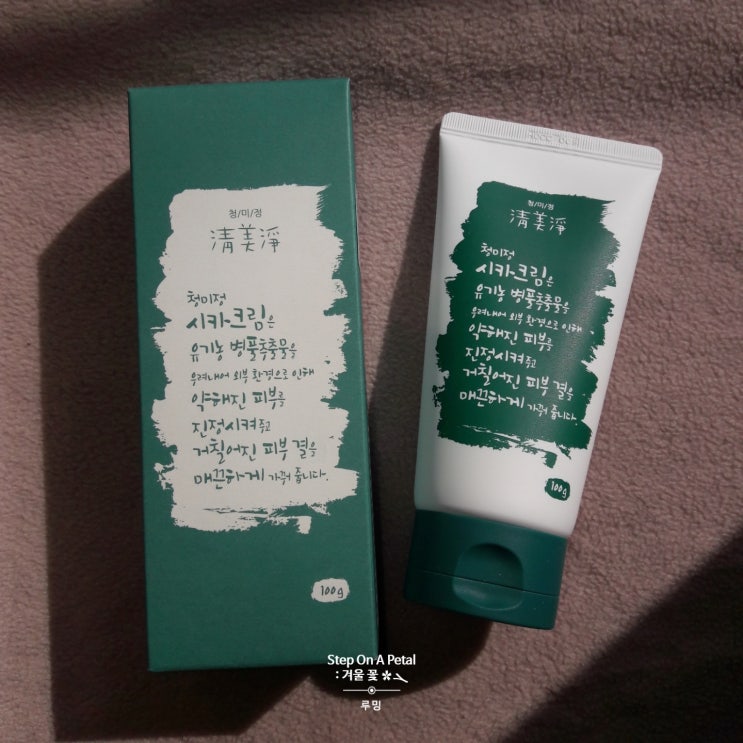 청/미/정
清美淨
청미정
시카크림은
유기농 병풀추출물을
우려내어 외부 환경으로 인해
약해진 피부를
진정시켜주고
거칠어진 피부 결을
매끈하게 가꿔 줍니다.
100g
청/미/정
清美淨
청미정
시카크림은
유기농 병풀추출물을
우려내어 외부 환경으로 인해
약해진 피부를
진정시켜주고
거칠어진 피부 결을
매끈하게 가꿔 줍니다.
100g
Step On A Petal
: 겨울 꽃
루밍